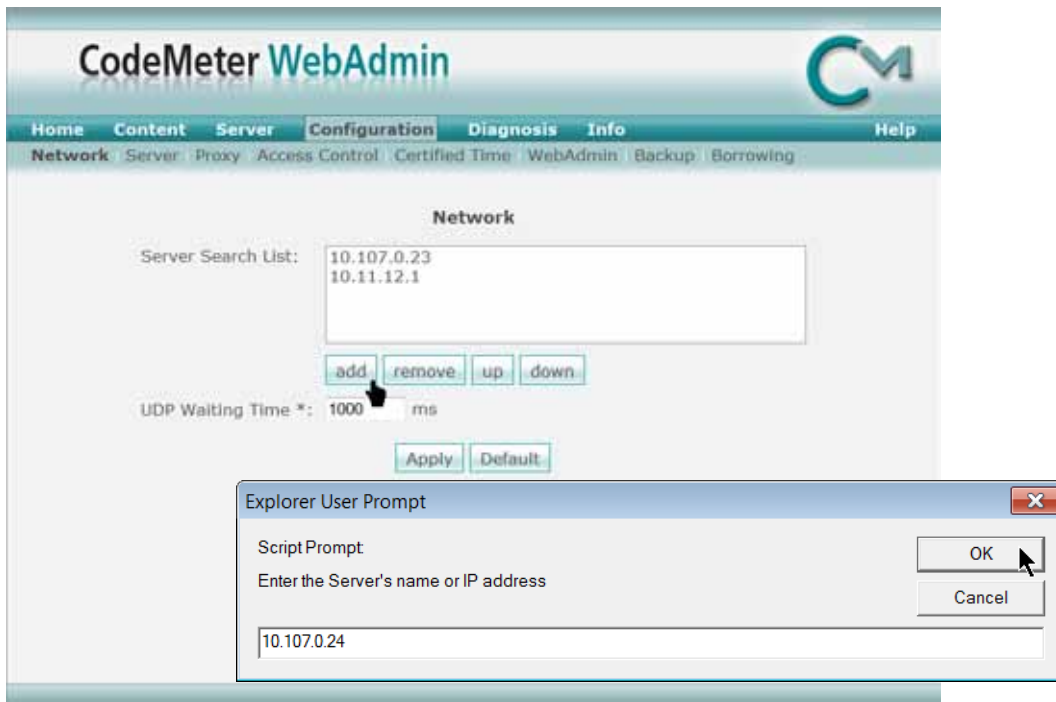 CodeMeter WebAdmin
CM
Home Content Server Configuration Diagnosis Info Help
Network Server Proxy Access Control Certified Time WebAdmin Backup Borrowing
Network
Server Search List:
10.107.0.23
10.11.12.1
add remove up down
UDP Waiting Time *: 1000 ms
Apply Default
Explorer User Prompt
Script Prompt:
OK
Enter the Server's name or IP address
Cancel
10.107.0.24